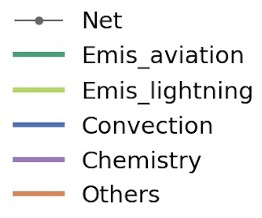 Net
Emis_aviation
Emis_lightning
Convection
Chemistry
Others